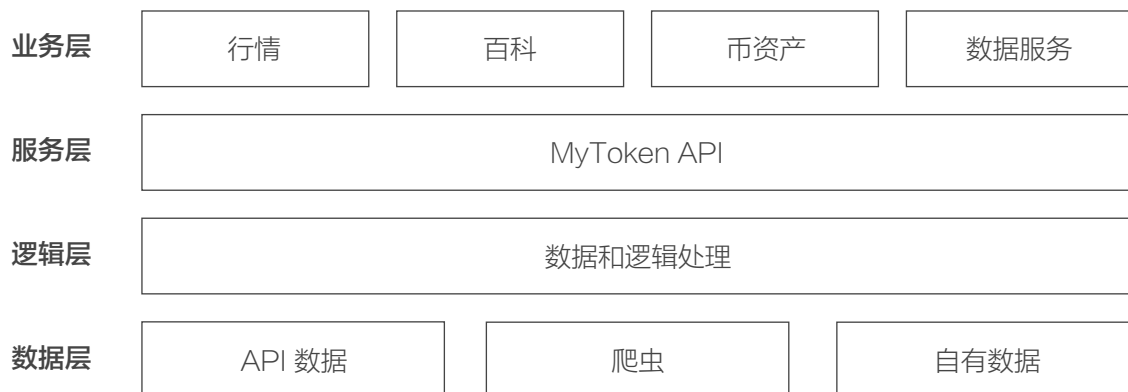 业务层 行情 百科 币资产 数据服务
服务层 MyToken API
逻辑层 数据和逻辑处理
数据层 API 数据 爬虫 自有数据